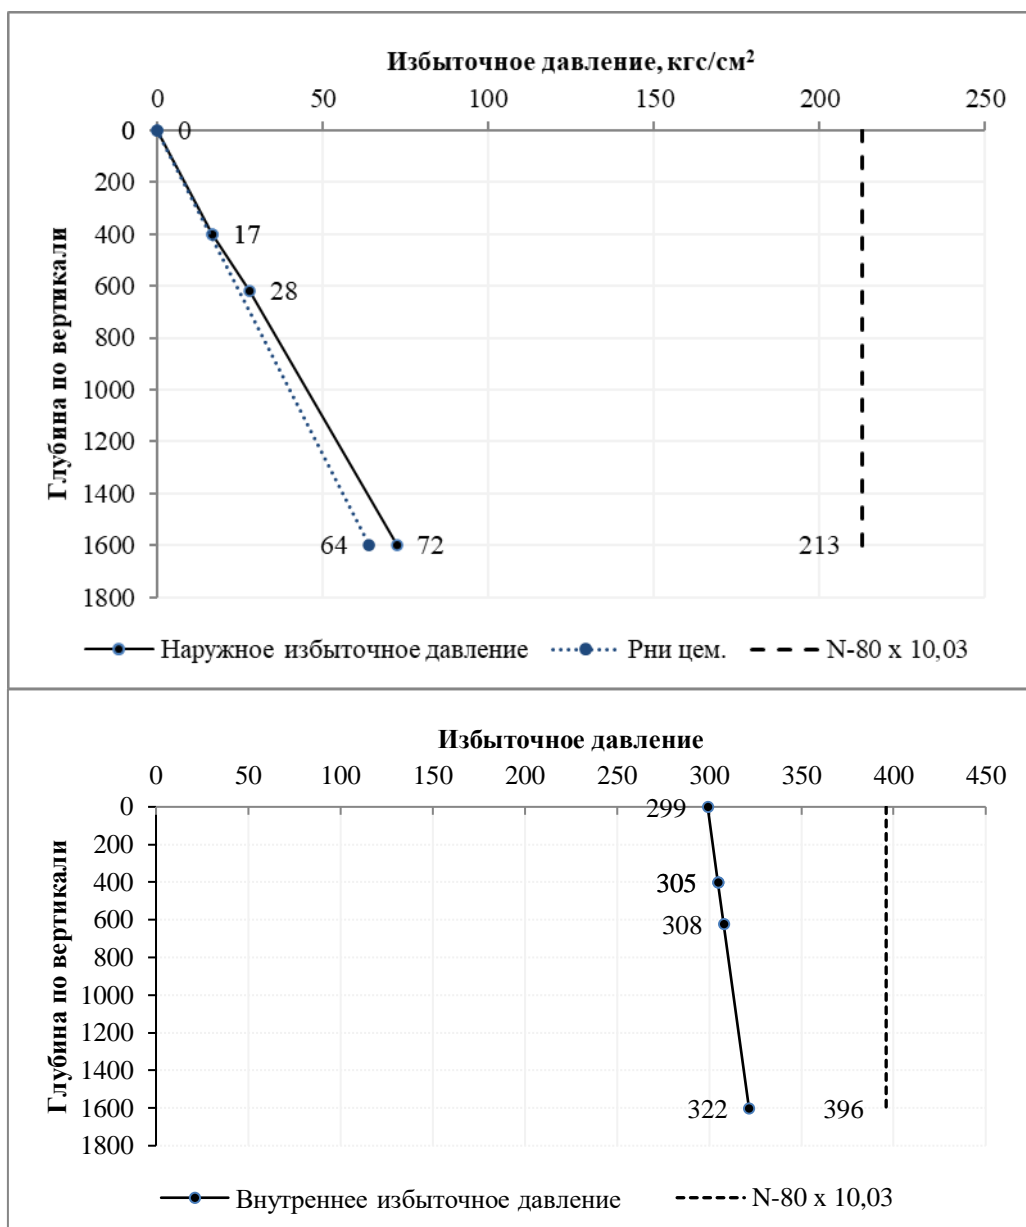 Избыточное давление, кгс/см²
0 50 100 150 200 250
0 0
200
400 17
600 28
800
1000
1200
1400
1600 64 72 213
1800
Глубина по вертикали
Наружное избыточное давление Рни цем. N-80 x 10,03
Избыточное давление
0 50 100 150 200 250 300 350 400 450
0 299
200
400 305
600 308
800
1000
1200
1400
1600 322 396
1800
Глубина по вертикали
Внутреннее избыточное давление N-80 x 10,03